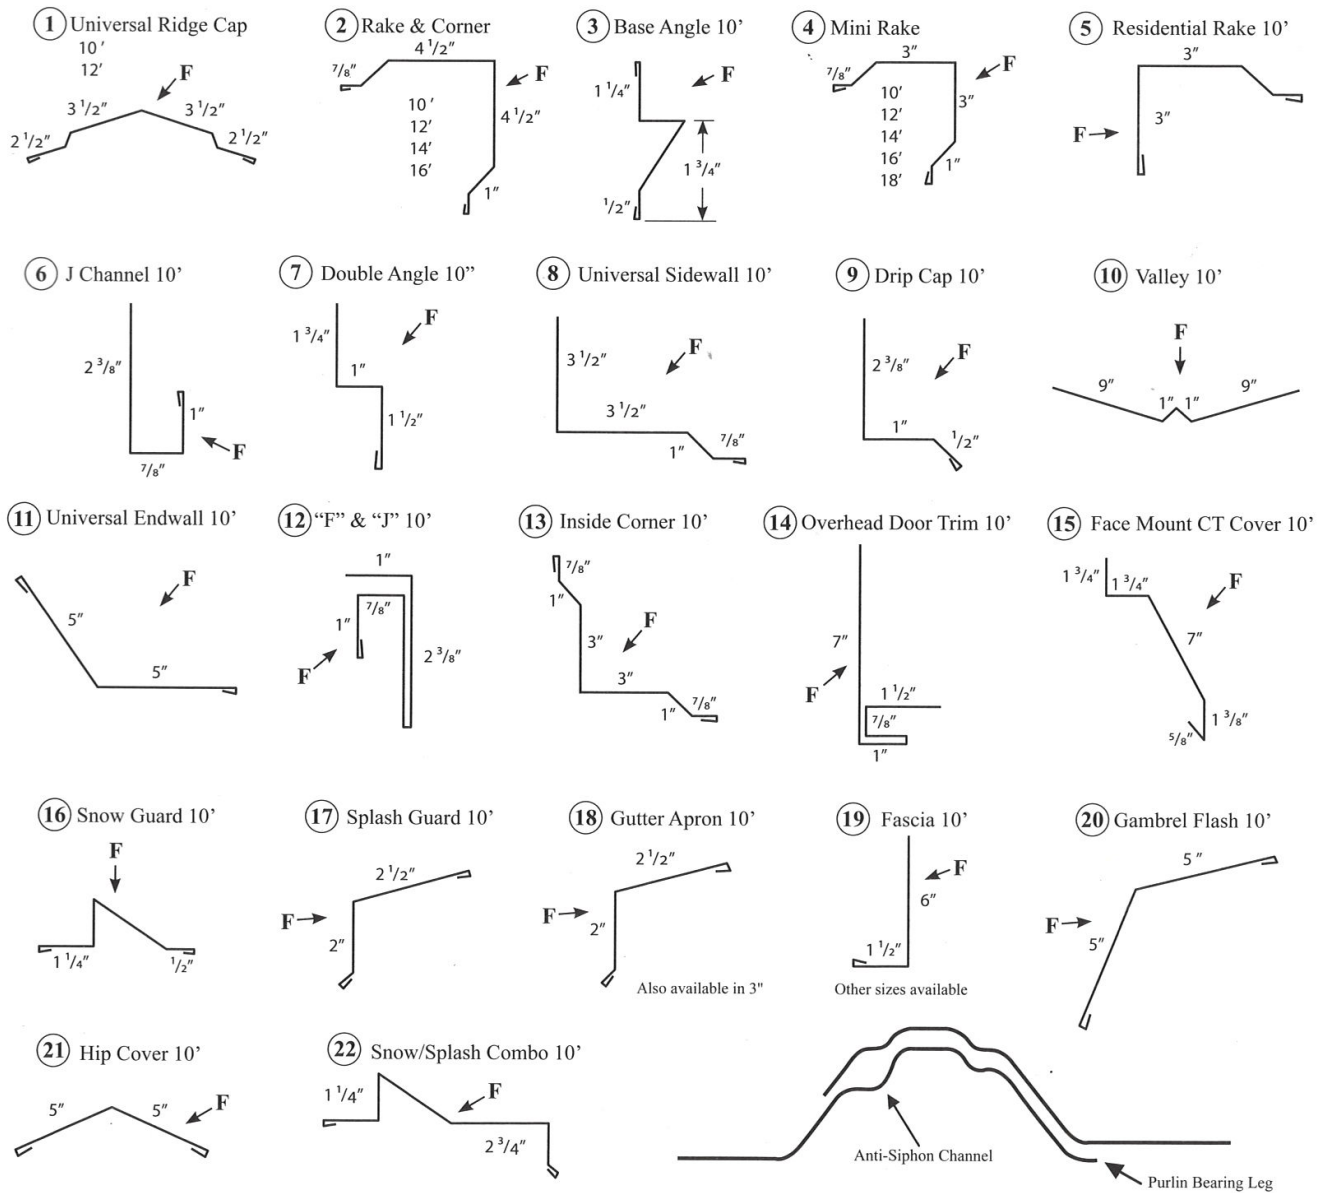 1 Universal Ridge Cap
10 ’
12’
F
3 1/2” 3 1/2”
2 1/2” 2 1/2”
2 Rake & Corner
4 1/2”
7/8”
F
10 ’
12’
14’
16’
4 1/2”
1”
3 Base Angle 10’
F
1 1/4”
1 3/4”
1/2”
4 Mini Rake
3”
7/8”
F
10’
12’
14’
16’
18’
3”
1”
5 Residential Rake 10’
3”
F
3”
6 J Channel 10’
2 3/8”
1”
F
7/8”
7 Double Angle 10”
1 3/4”
F
1”
1 1/2”
8 Universal Sidewall 10’
3 1/2”
F
3 1/2”
1” 7/8”
9 Drip Cap 10’
2 3/8”
F
1” 1/2”
10 Valley 10’
F
9” 9”
1” 1”
11 Universal Endwall 10’
F
5”
5”
12 “F” & “J” 10’
1”
7/8”
1”
F
2 3/8”
13 Inside Corner 10’
7/8”
1”
3”
F
3”
1” 7/8”
14 Overhead Door Trim 10’
7”
F
1 1/2”
7/8”
1”
15 Face Mount CT Cover 10’
1 3/4” 1 3/4”
F
7”
1 3/8”
5/8”
16 Snow Guard 10’
F
1 1/4” 1/2”
17 Splash Guard 10’
2 1/2”
F
2”
18 Gutter Apron 10’
2 1/2”
F
2”
Also available in 3"
19 Fascia 10’
F
6”
1 1/2”
Other sizes available
20 Gambrel Flash 10’
5 ”
F
5”
21 Hip Cover 10’
5” 5”
F
22 Snow/Splash Combo 10’
1 1/4”
F
2 3/4”
Anti-Siphon Channel
Purlin Bearing Leg